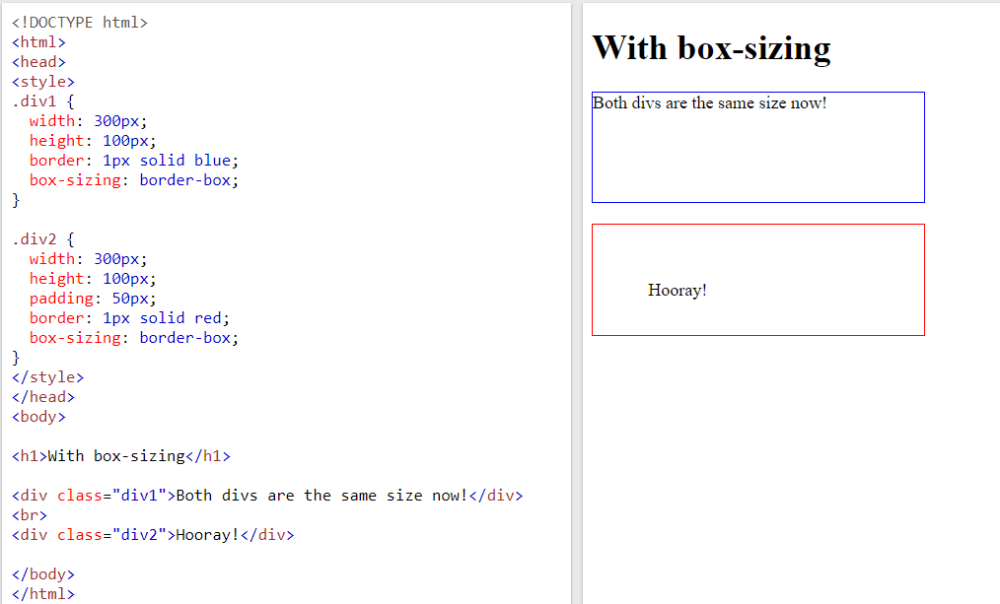 <!DOCTYPE html>
<html>
<head>
<style>
.div1 {
  width: 300px;
  height: 100px;
  border: 1px solid blue;
  box-sizing: border-box;
}

.div2 {
  width: 300px;
  height: 100px;
  padding: 50px;
  border: 1px solid red;
  box-sizing: border-box;
}
</style>
</head>
<body>

<h1>With box-sizing</h1>

<div class="div1">Both divs are the same size now!</div>
<br>
<div class="div2">Hooray!</div>

</body>
</html>
With box-sizing
Both divs are the same size now!
Hooray!